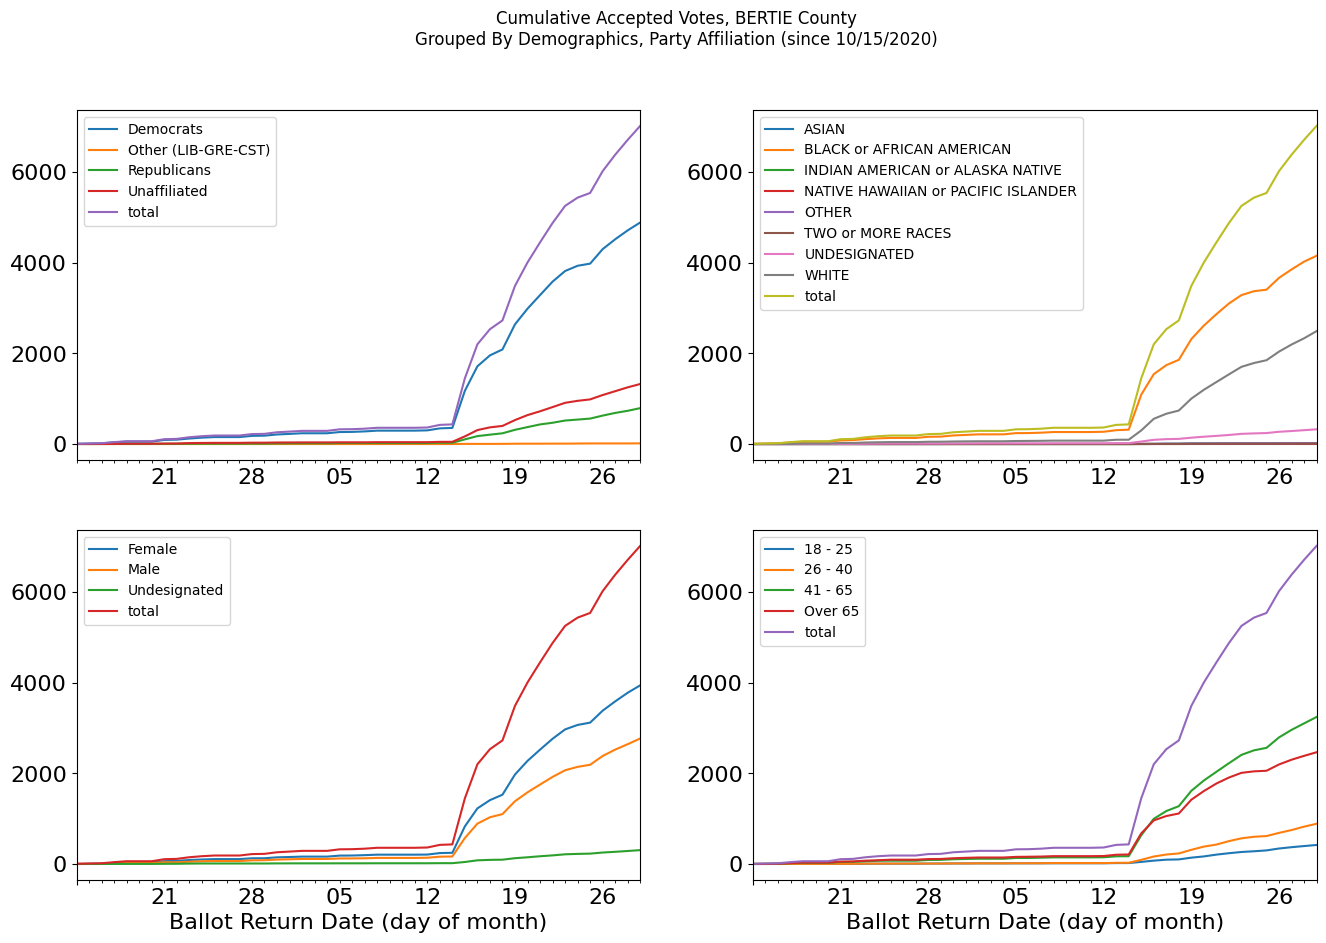 Cumulative Accepted Votes, BERTIE County
Grouped By Demographics, Party Affiliation (since 10/15/2020)
Democrats
Other (LIB-GRE-CST)
Republicans
Unaffiliated
total
6000
4000
2000
0
21 28 05 12 19 26
ASIAN
BLACK or AFRICAN AMERICAN
INDIAN AMERICAN or ALASKA NATIVE
NATIVE HAWAIIAN or PACIFIC ISLANDER
OTHER
TWO or MORE RACES
UNDESIGNATED
WHITE
total
6000
4000
2000
0
21 28 05 12 19 26
Female
Male
Undesignated
total
6000
4000
2000
0
21 28 05 12 19 26
Ballot Return Date (day of month)
18 - 25
26 - 40
41 - 65
Over 65
total
6000
4000
2000
0
21 28 05 12 19 26
Ballot Return Date (day of month)